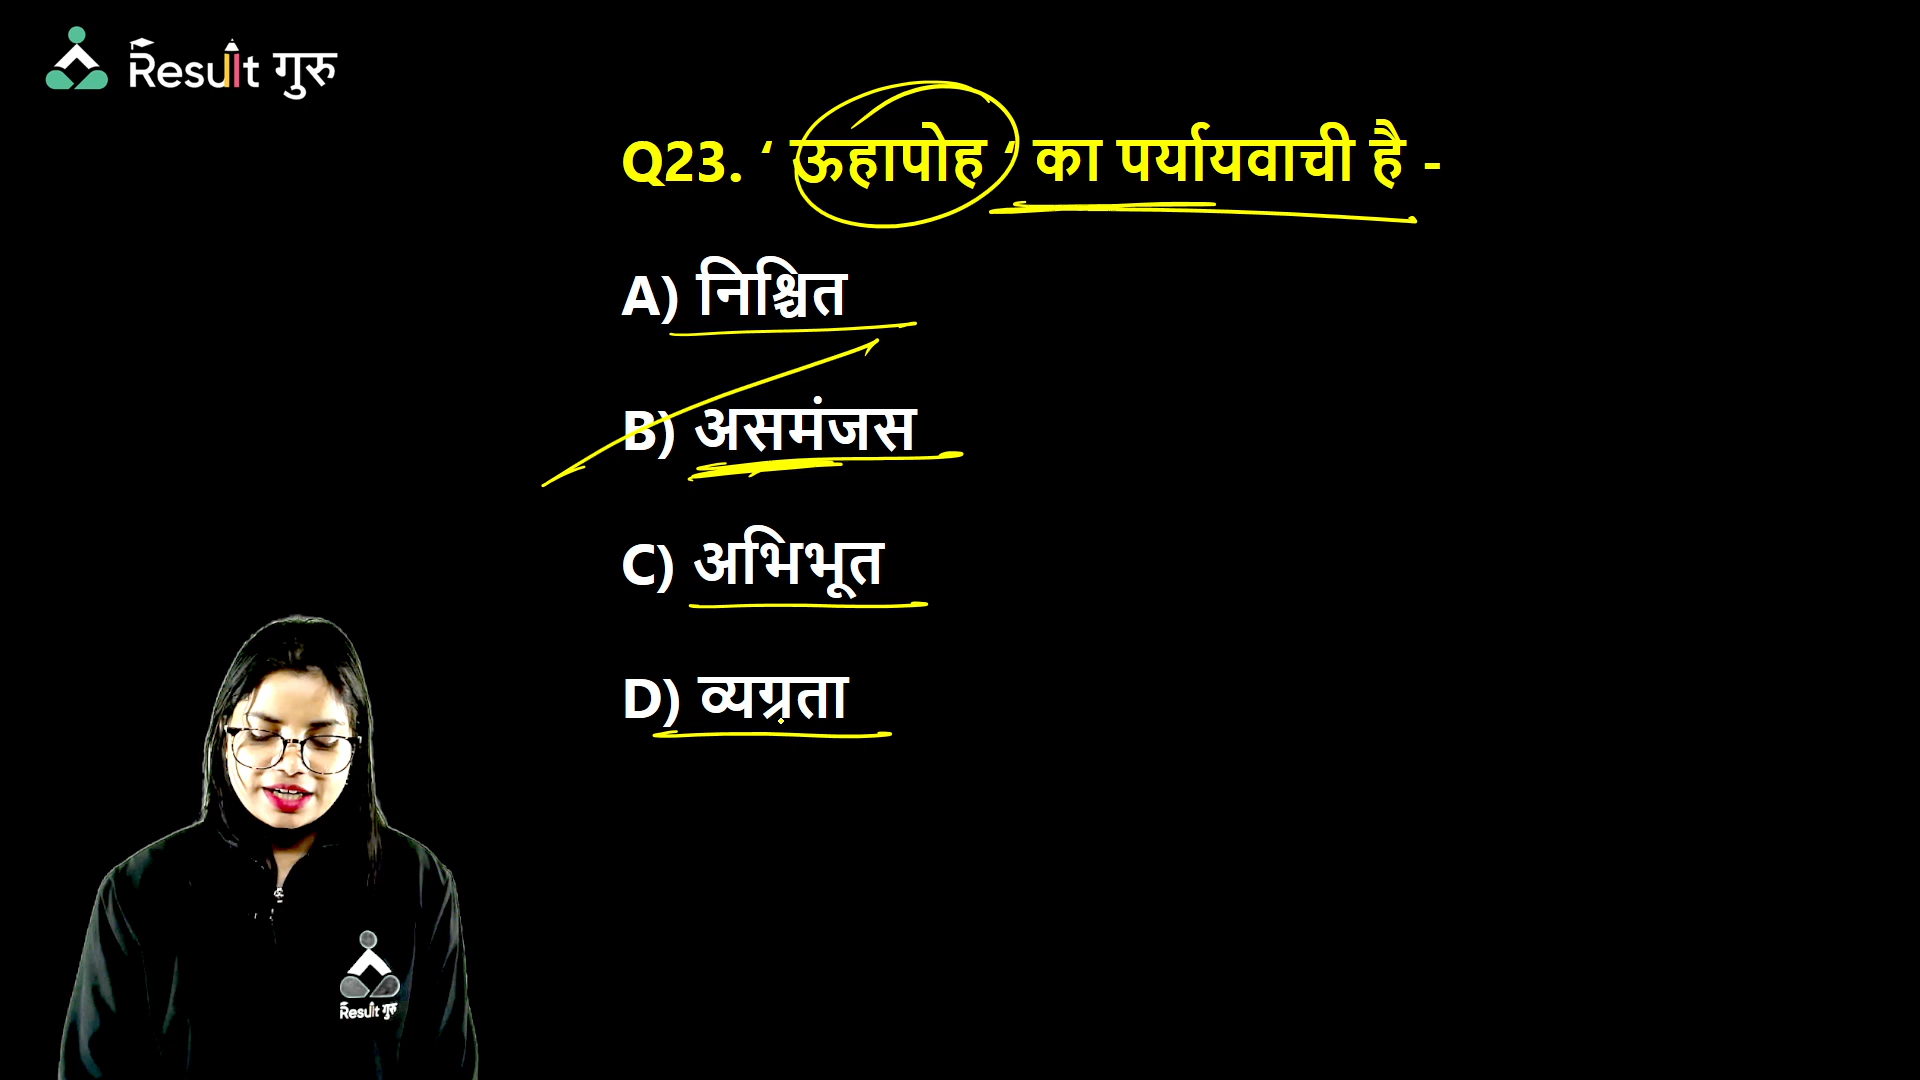 Result गुरु
Q23. ‘ ऊहापोह ‘ का पर्यायवाची है -
A) निश्चित
B) असमंजस
C) अभिभूत
D) व्यग्रता
Result गुरु